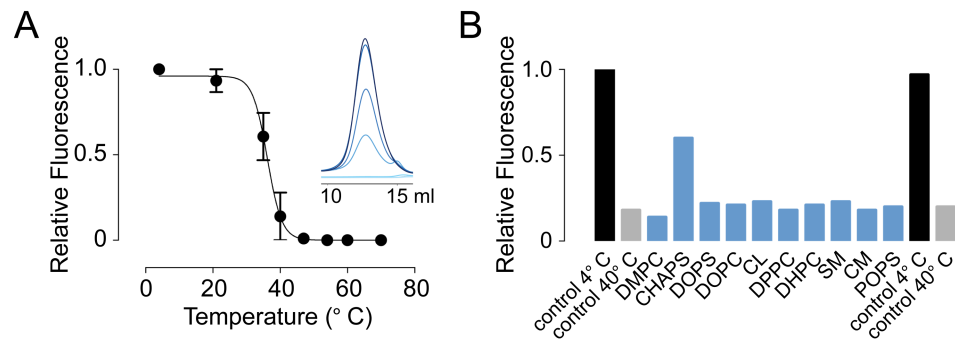 A
Relative Fluorescence
1.0
0.5
0
0
20
40
60
80
Temperature (° C)
10
15 ml
B
Relative Fluorescence
1.0
0.5
0
control 4° C
control 40° C
DMPC
CHAPS
DOPS
DOPC
CL
DPPC
DHPC
SM
CM
POPS
control 4° C
control 40° C